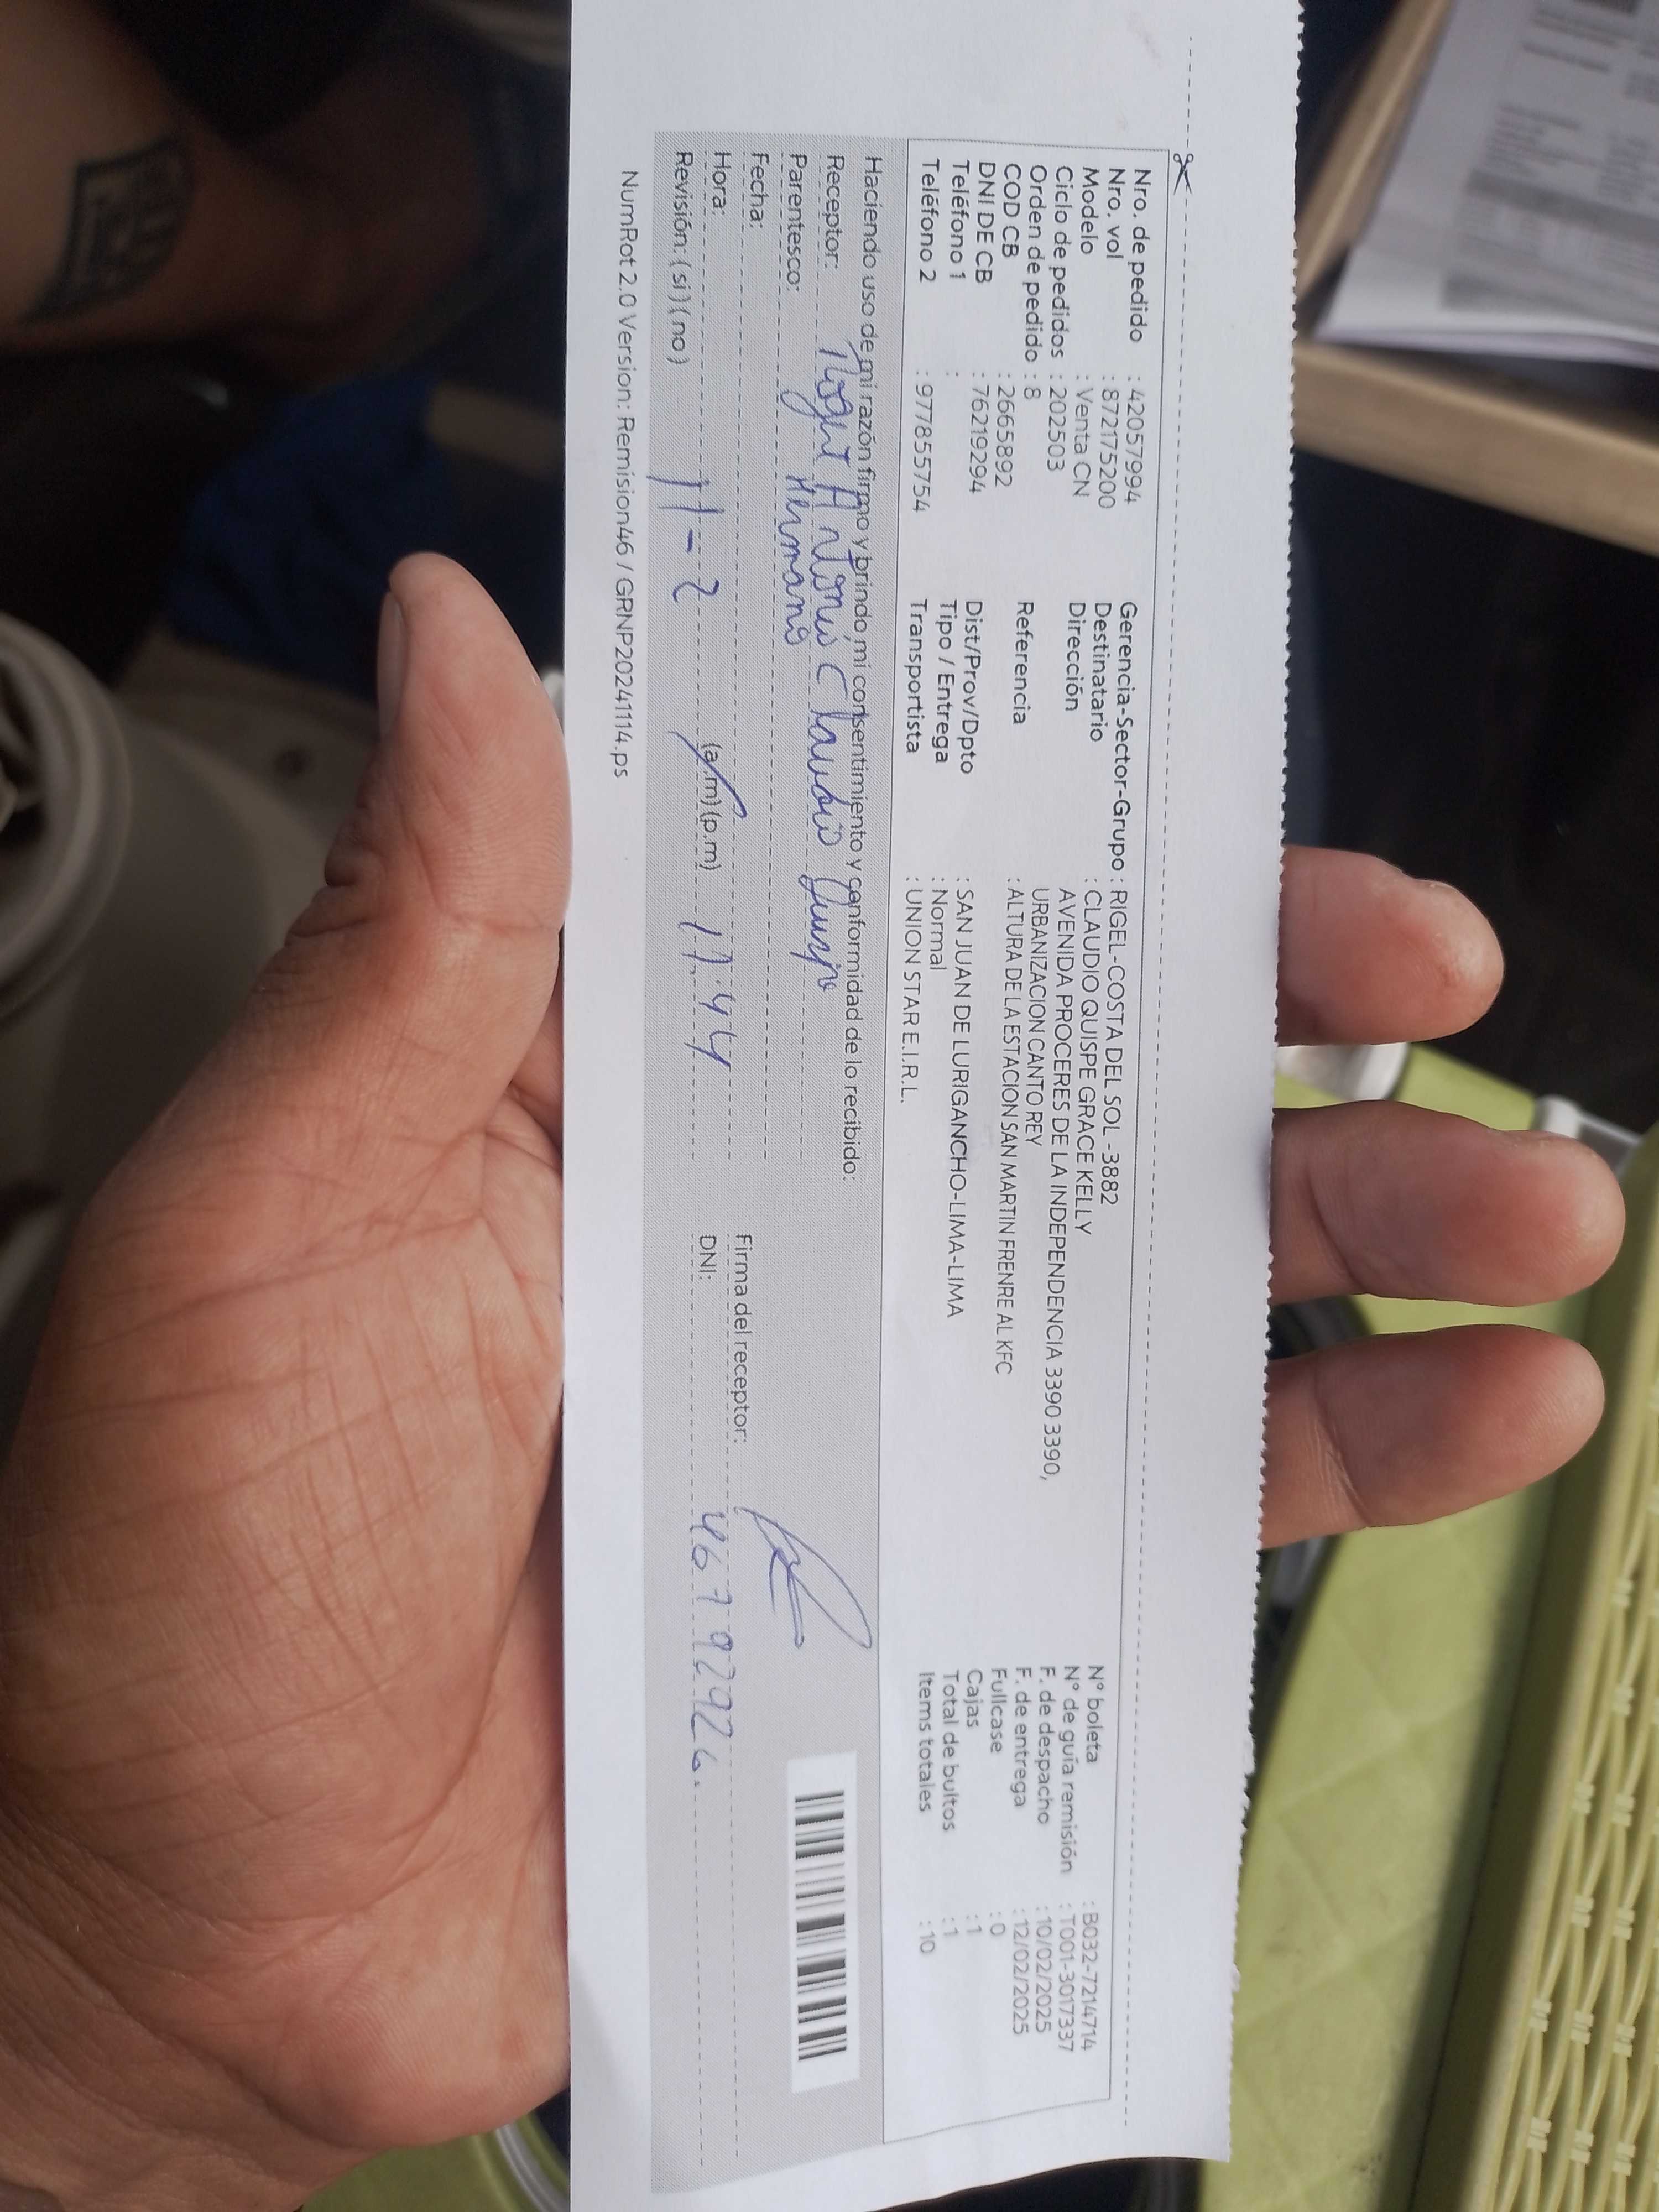 Nro. de pedido : 42057994
Nro. vol : 872175200
Modelo : Venta CN
Ciclo de pedidos : 202503
Orden de pedido : 8
COD CB : 2665892
DNI DE CB : 76219294
Teléfono 1 :
Teléfono 2 : 977855754
Gerencia-Sector-Grupo : RIGEL-COSTA DEL SOL -3882
Destinatario : CLAUDIO QUISPE GRACE KELLY
Dirección AVENIDA PROCERES DE LA INDEPENDENCIA 3390 3390,
URBANIZACION CANTO REY
Referencia : ALTURA DE LA ESTACION SAN MARTIN FRENRE AL KFC
Dist/Prov/Dpto : SAN JUAN DE LURIGANCHO-LIMA-LIMA
Tipo / Entrega : Normal
Transportista : UNION STAR E.I.R.L.
N° boleta : B032-7214714
N° de guía remisión : T001-3017337
F. de despacho : 10/02/2025
F. de entrega : 12/02/2025
Fullcase : 0
Cajas : 1
Total de bultos : 1
Items totales : 10
Haciendo uso de mi razón firmo y brindo mi consentimiento y conformidad de lo recibido:
Receptor: Antonio Claudio Quispe
Parentesco: Hermano
Fecha:
Hora: (a.m) (p.m)
11-2
Revisión: ( si ) ( no )
Firma del receptor:
DNI:
NumRot 2.0 Version: Remision46 / GRNP20241114.ps